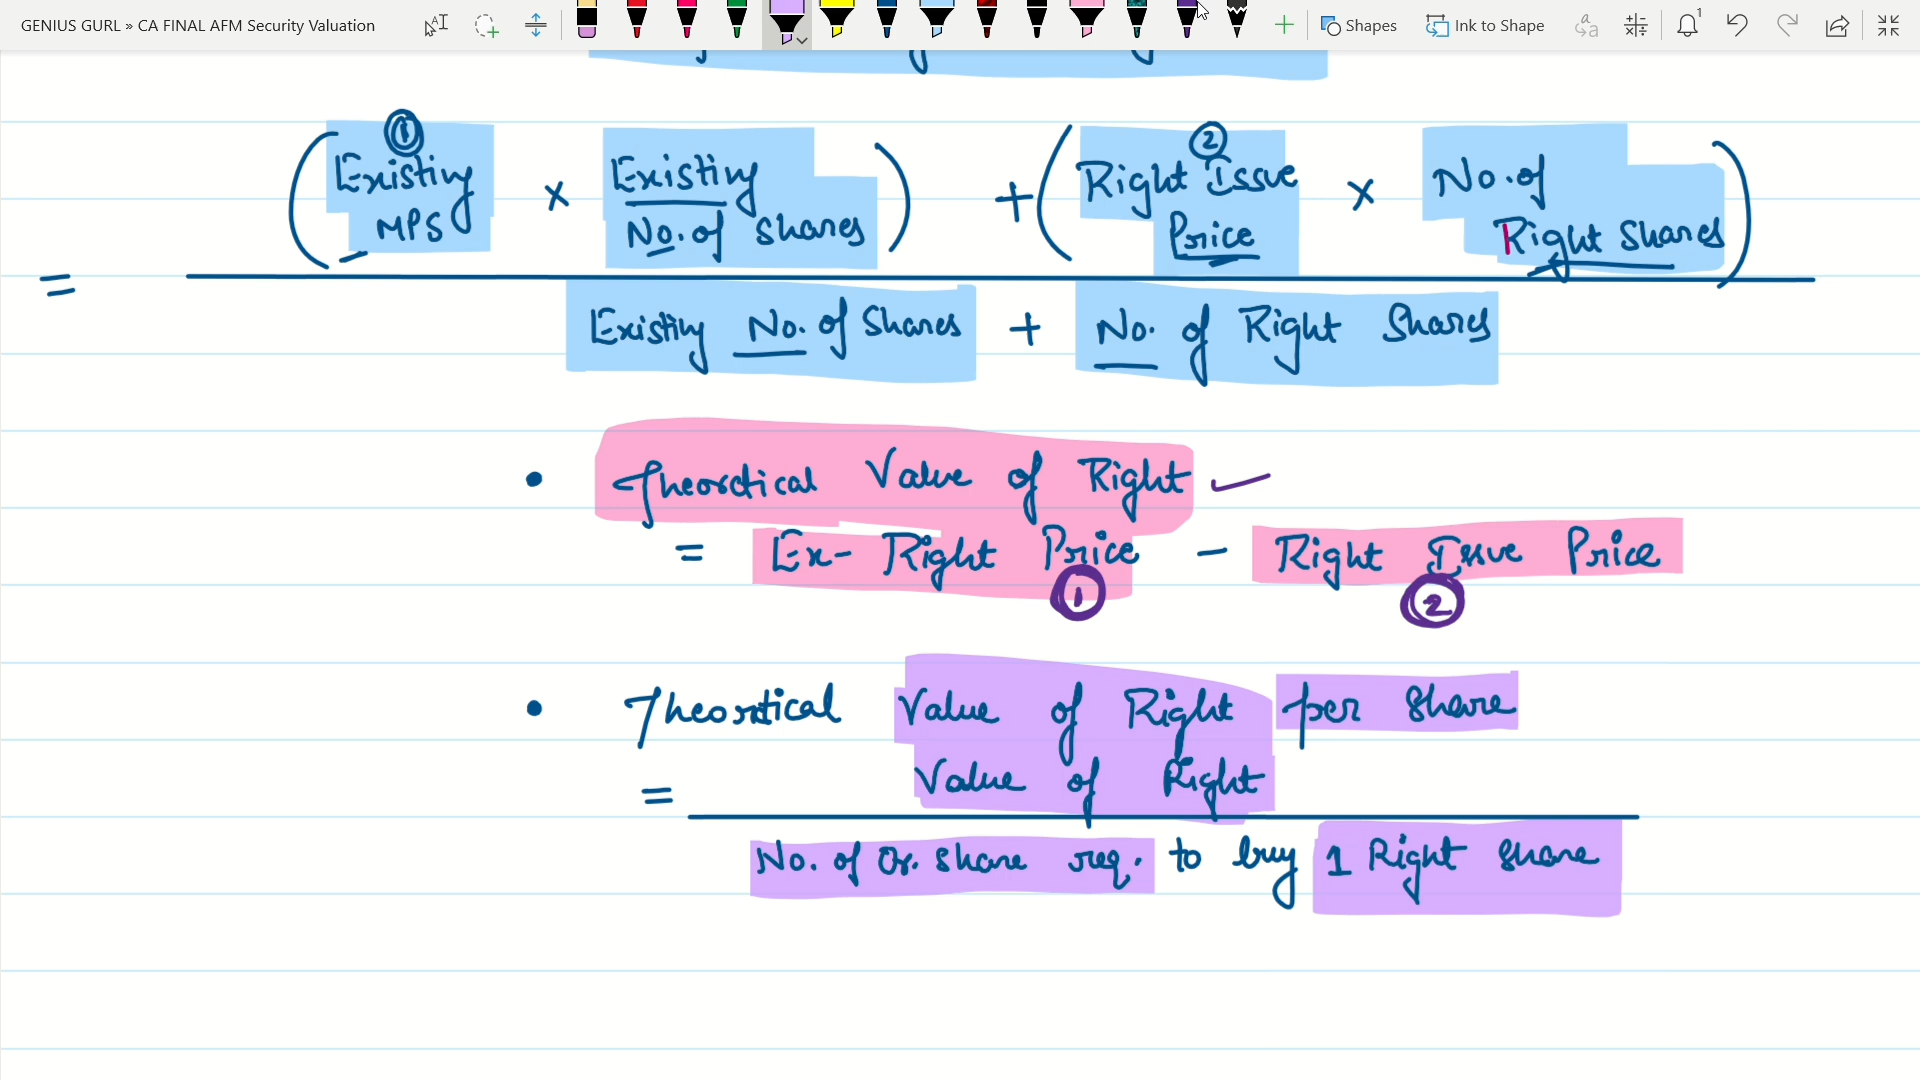 GENIUS GURL » CA FINAL AFM Security Valuation
Shapes
Ink to Shape
1
① ②
( Existing MPS × Existing No. of Shares ) + ( Right Issue Price × No. of Right Shares )
=
Existing No. of Shares + No. of Right Shares
• Theoretical Value of Right ✓
= Ex- Right Price - Right Issue Price
① ②
• Theoretical Value of Right per Share
= Value of Right
No. of Or. Share req. to buy 1 Right Share